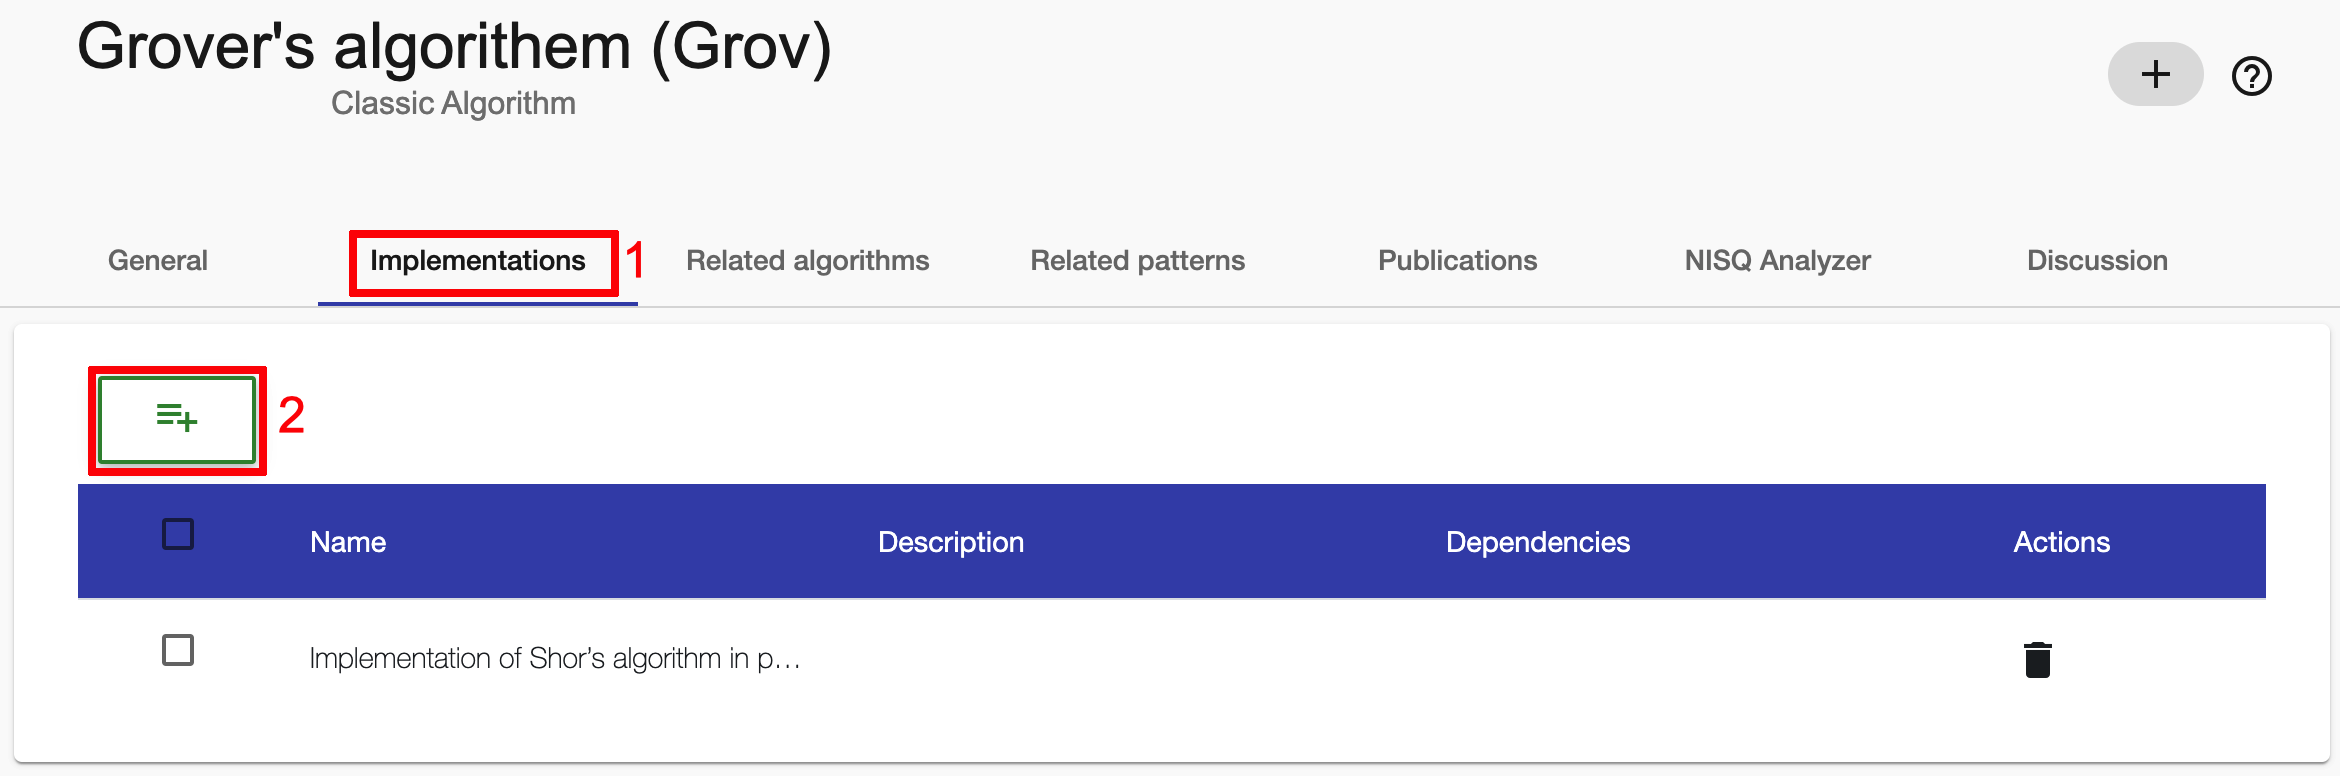 Grover's algorithem (Grov)
Classic Algorithm
General Implementations 1 Related algorithms Related patterns Publications NISQ Analyzer Discussion
2
Name Description Dependencies Actions
Implementation of Shor’s algorithm in p...